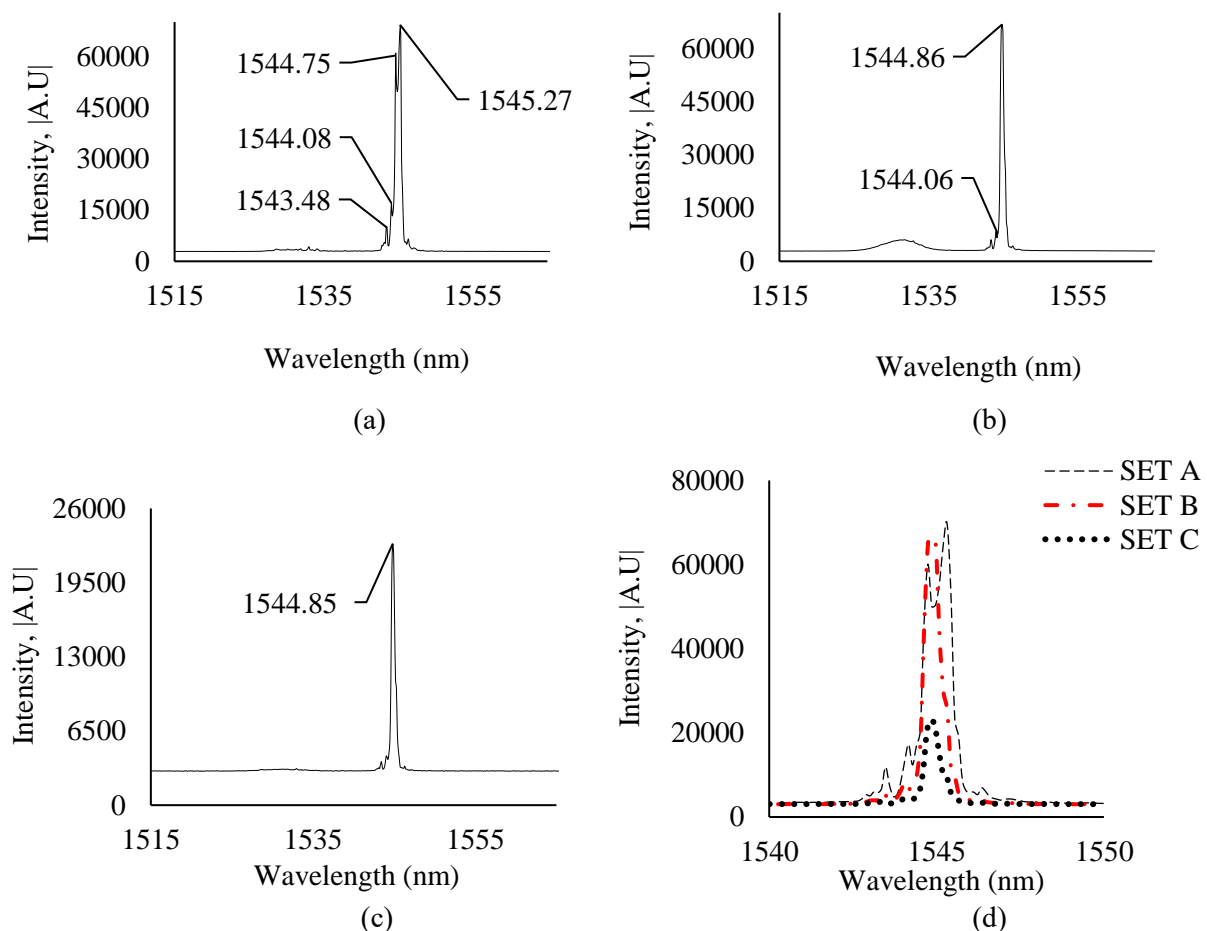 60000
45000
30000
15000
0
Intensity, |A.U|
1544.75
1545.27
1544.08
1543.48
1515
1535
1555
Wavelength (nm)
(a)
60000
45000
30000
15000
0
Intensity, |A.U|
1544.86
1544.06
1515
1535
1555
Wavelength (nm)
(b)
26000
19500
13000
6500
0
Intensity, |A.U|
1544.85
1515
1535
1555
Wavelength (nm)
(c)
80000
60000
40000
20000
0
Intensity, |A.U|
SET A
SET B
SET C
1540
1545
1550
Wavelength (nm)
(d)